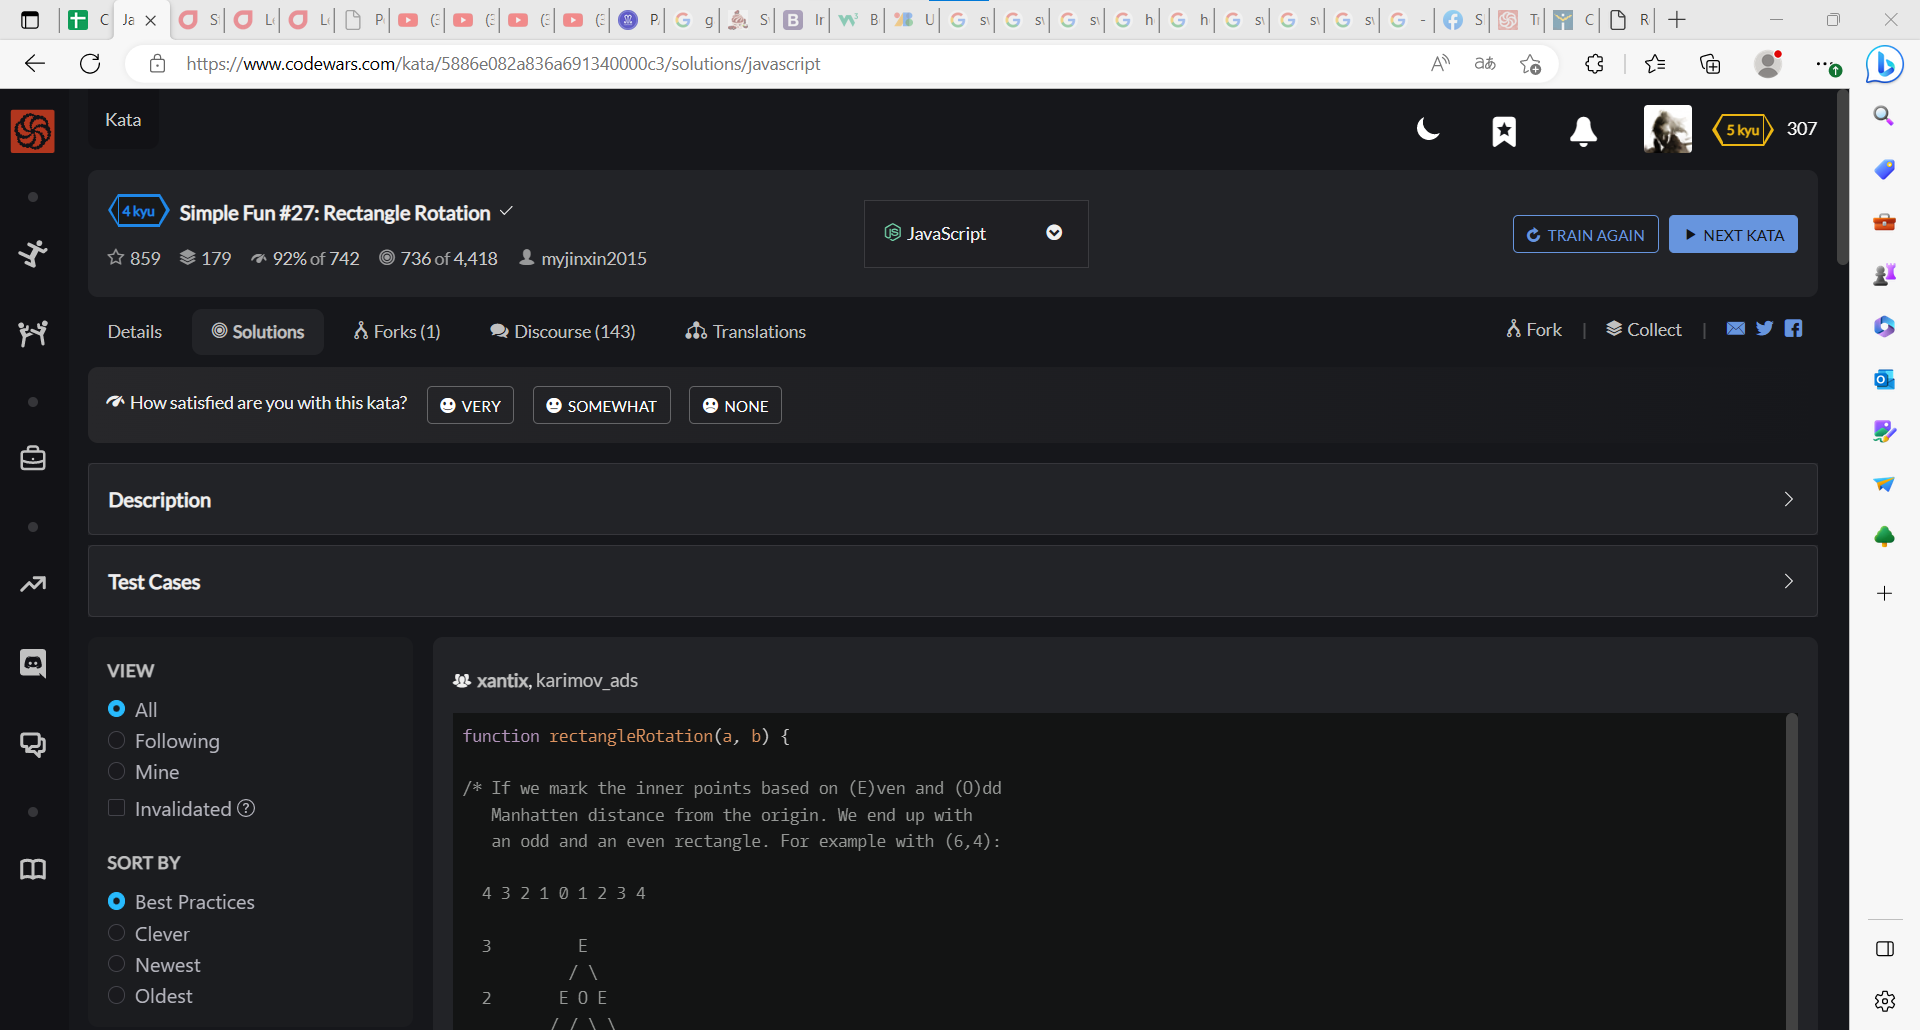 https://www.codewars.com/kata/5886e082a836a691340000c3/solutions/javascript
Kata
5 kyu 307
4 kyu Simple Fun #27: Rectangle Rotation
859 179 92% of 742 736 of 4,418 myjinxin2015
JavaScript
TRAIN AGAIN
NEXT KATA
Details Solutions Forks (1) Discourse (143) Translations
Fork | Collect |
How satisfied are you with this kata? VERY SOMEWHAT NONE
Description
Test Cases
VIEW
All
Following
Mine
Invalidated
SORT BY
Best Practices
Clever
Newest
Oldest
xantix, karimov_ads
function rectangleRotation(a, b) {
/* If we mark the inner points based on (E)ven and (O)dd
Manhatten distance from the origin. We end up with
an odd and an even rectangle. For example with (6,4):
4 3 2 1 0 1 2 3 4
3 E
/ \
2 E O E
/ / \ \